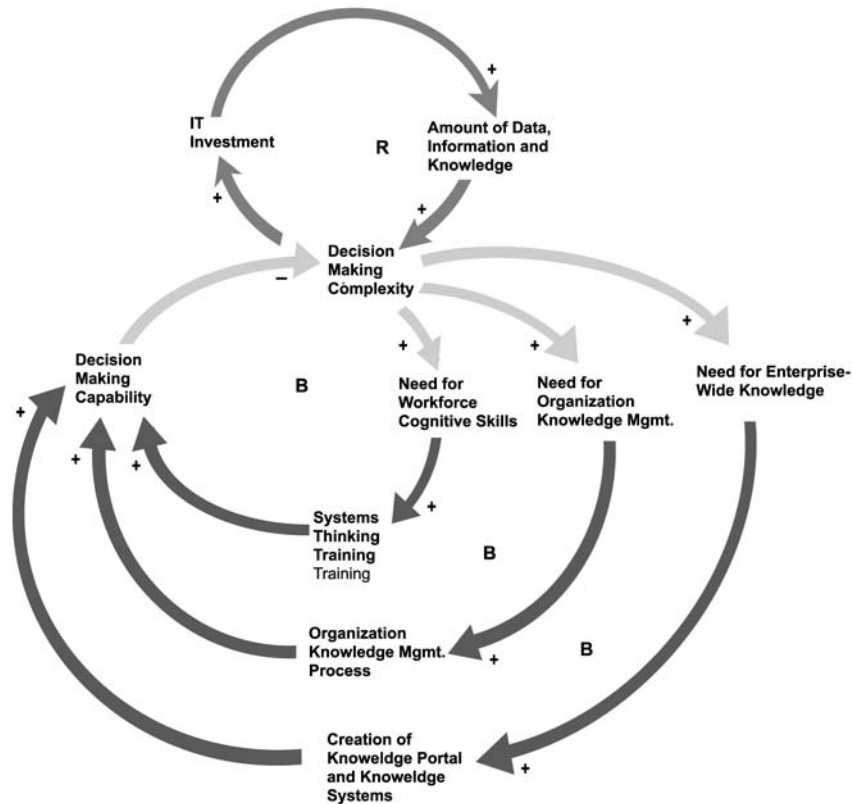 +
IT
Investment
Amount of Data,
Information and
Knowledge
R
+
+
Decision
Making
Complexity
–
+
+
+
Decision
Making
Capability
B
Need for
Workforce
Cognitive Skills
Need for
Organization
Knowledge Mgmt.
Need for Enterprise-
Wide Knowledge
+
+
+
+
Systems
Thinking
Training
Training
B
Organization
Knowledge Mgmt.
Process
+
B
Creation of
Knoweldge Portal
and Knoweldge
Systems
+